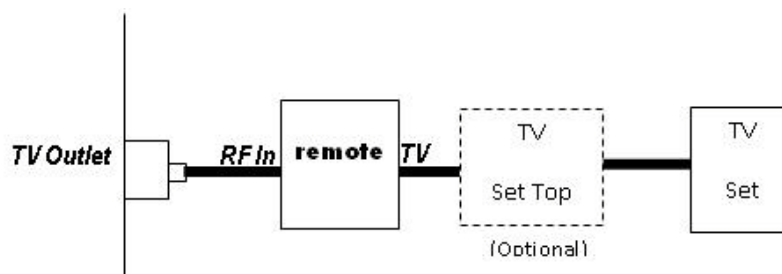 TV Outlet
RF In
remote
TV
TV
Set Top
(Optional)
TV
Set